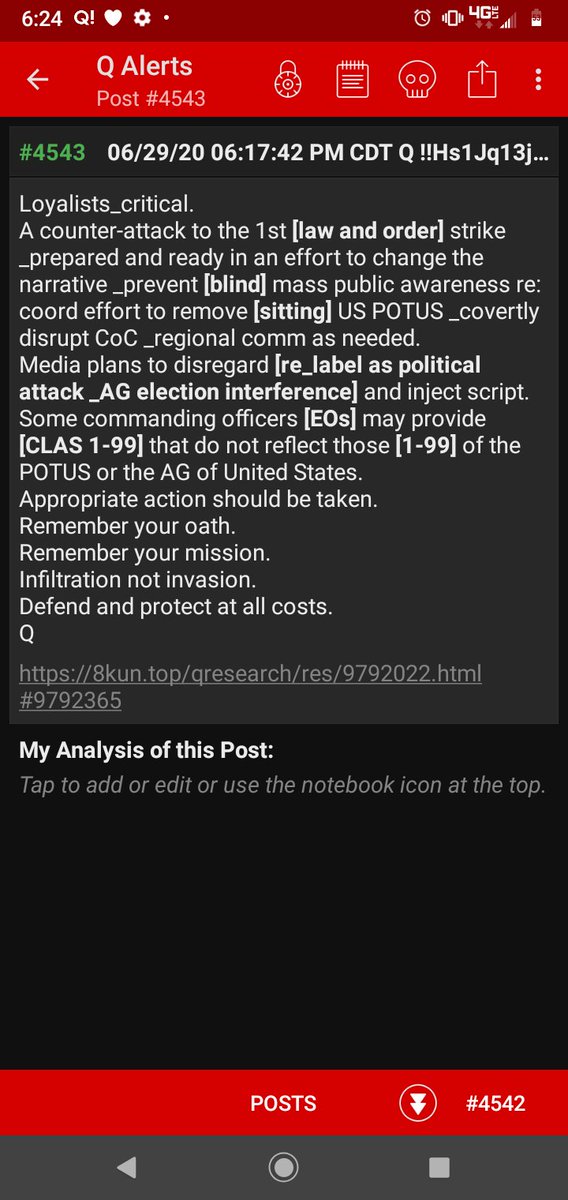 6:24 Q! 4G LTE
Q Alerts
Post #4543
#4543 06/29/20 06:17:42 PM CDT Q !!Hs1Jq13j...
Loyalists_critical.
A counter-attack to the 1st [law and order] strike
_prepared and ready in an effort to change the
narrative _prevent [blind] mass public awareness re:
coord effort to remove [sitting] US POTUS _covertly
disrupt CoC _regional comm as needed.
Media plans to disregard [re_label as political
attack _AG election interference] and inject script.
Some commanding officers [EOs] may provide
[CLAS 1-99] that do not reflect those [1-99] of the
POTUS or the AG of United States.
Appropriate action should be taken.
Remember your oath.
Remember your mission.
Infiltration not invasion.
Defend and protect at all costs.
Q
https://8kun.top/qresearch/res/9792022.html
#9792365
My Analysis of this Post:
Tap to add or edit or use the notebook icon at the top.
POSTS #4542